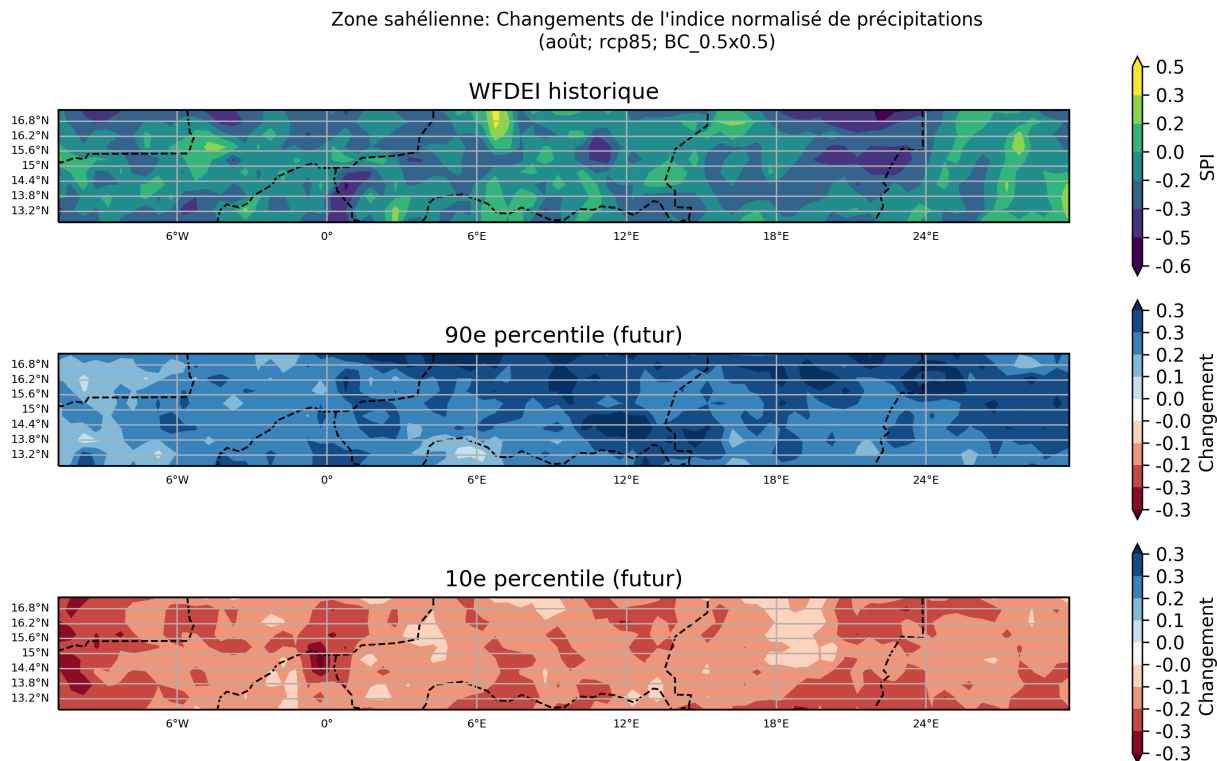 Zone sahélienne: Changements de l'indice normalisé de précipitations
(août; rcp85; BC_0.5x0.5)
WFDEI historique
16.8°N
16.2°N
15.6°N
15°N
14.4°N
13.8°N
13.2°N
6°W 0° 6°E 12°E 18°E 24°E
0.5
0.3
0.2
0.0
-0.2
-0.3
-0.5
-0.6
SPI
90e percentile (futur)
16.8°N
16.2°N
15.6°N
15°N
14.4°N
13.8°N
13.2°N
6°W 0° 6°E 12°E 18°E 24°E
0.3
0.3
0.2
0.1
0.0
-0.0
-0.1
-0.2
-0.3
-0.3
Changement
10e percentile (futur)
16.8°N
16.2°N
15.6°N
15°N
14.4°N
13.8°N
13.2°N
6°W 0° 6°E 12°E 18°E 24°E
0.3
0.3
0.2
0.1
0.0
-0.0
-0.1
-0.2
-0.3
-0.3
Changement